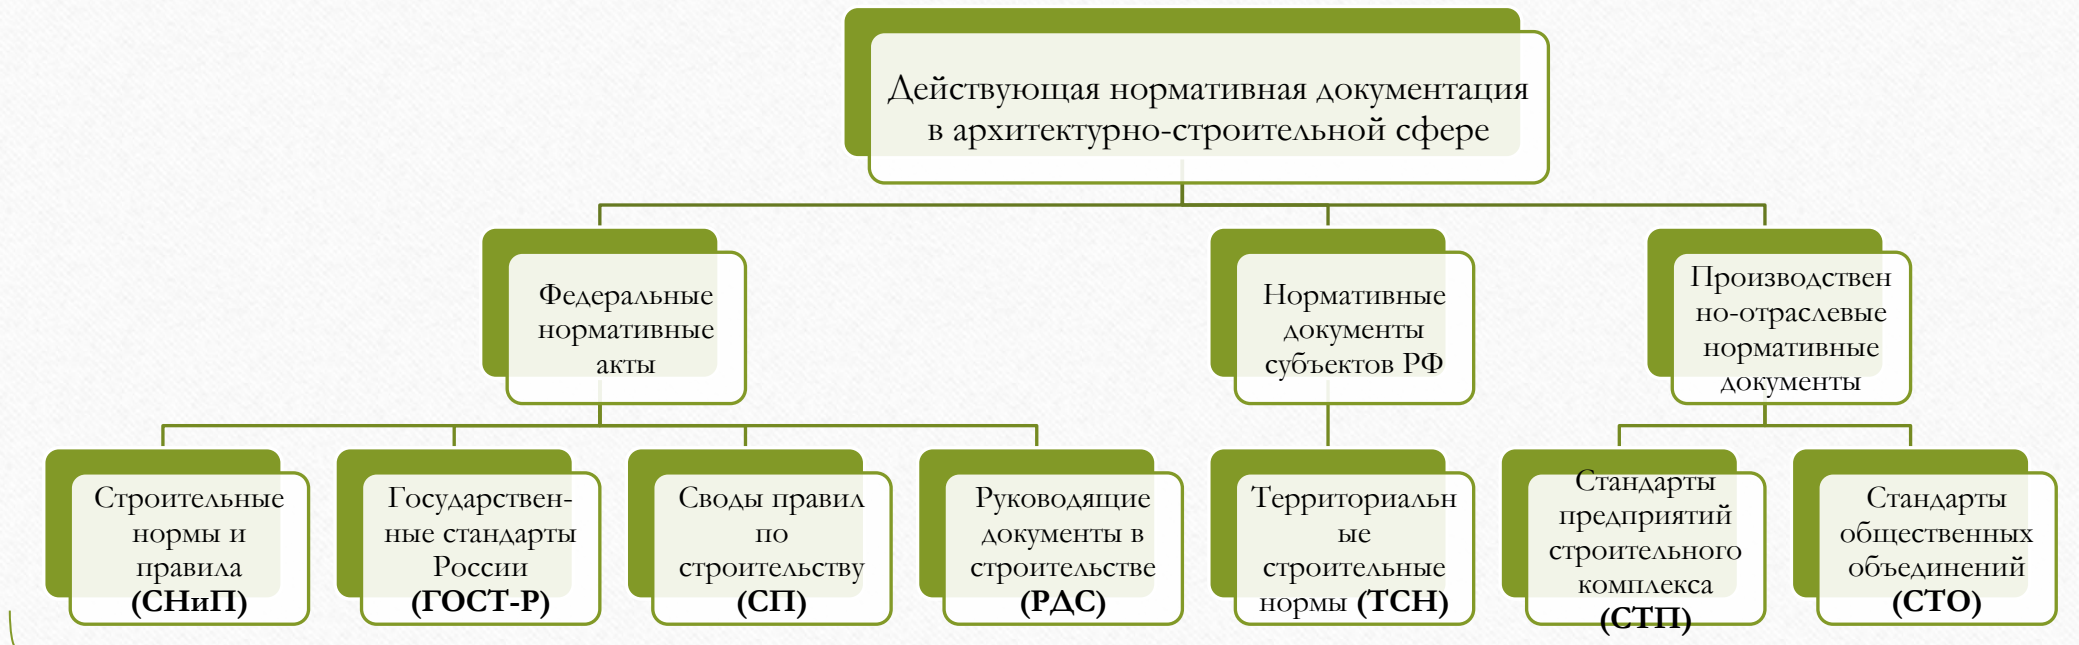 Действующая нормативная документация
в архитектурно-строительной сфере
Федеральные
нормативные
акты
Нормативные
документы
субъектов РФ
Производствен
но-отраслевые
нормативные
документы
Строительные
нормы и
правила
(СНиП)
Государствен-
ные стандарты
России
(ГОСТ-Р)
Своды правил
по
строительству
(СП)
Руководящие
документы в
строительстве
(РДС)
Территориальн
ые
строительные
нормы (ТСН)
Стандарты
предприятий
строительного
комплекса
(СТП)
Стандарты
общественных
объединений
(СТО)